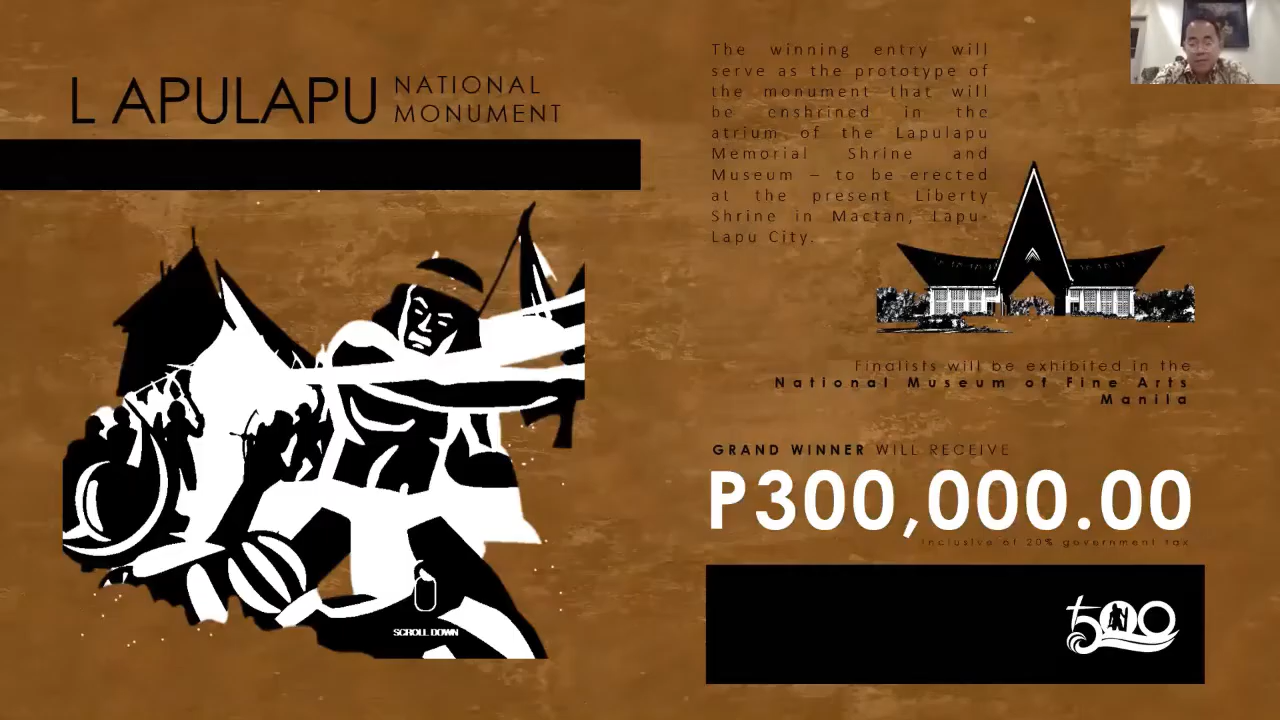 LAPULAPU NATIONAL
MONUMENT
The winning entry will
serve as the prototype of
the monument that will
be enshrined in the
atrium of the Lapulapu
Memorial Shrine and
Museum – to be erected
at the present Liberty
Shrine in Mactan, Lapu-
Lapu City.
Finalists will be exhibited in the
National Museum of Fine Arts
Manila
GRAND WINNER WILL RECEIVE
P300,000.00
inclusive of 20% government tax
SCROLL DOWN
500